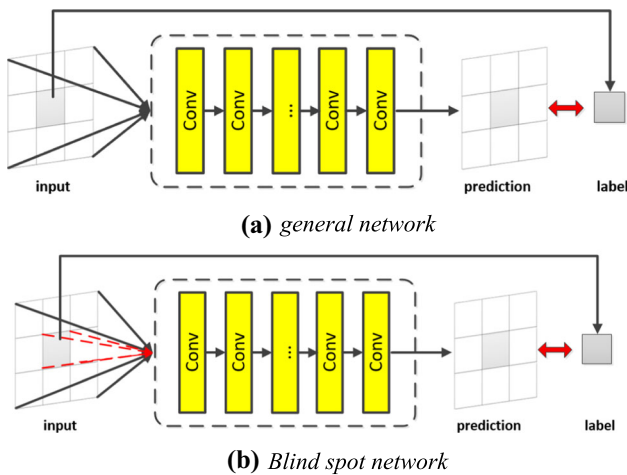 Conv Conv ... Conv Conv
input prediction label
(a) general network
Conv Conv ... Conv Conv
input prediction label
(b) Blind spot network